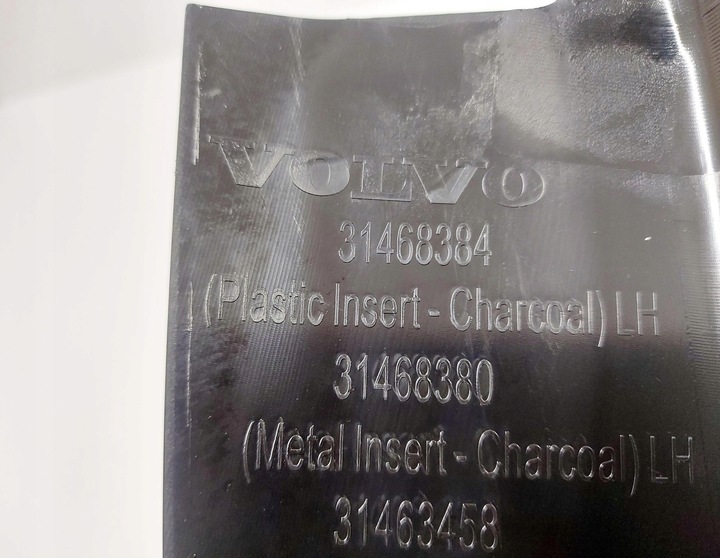 VOLVO
31468384
(Plastic Insert - Charcoal) LH
31468380
(Metal Insert - Charcoal) LH
31463458